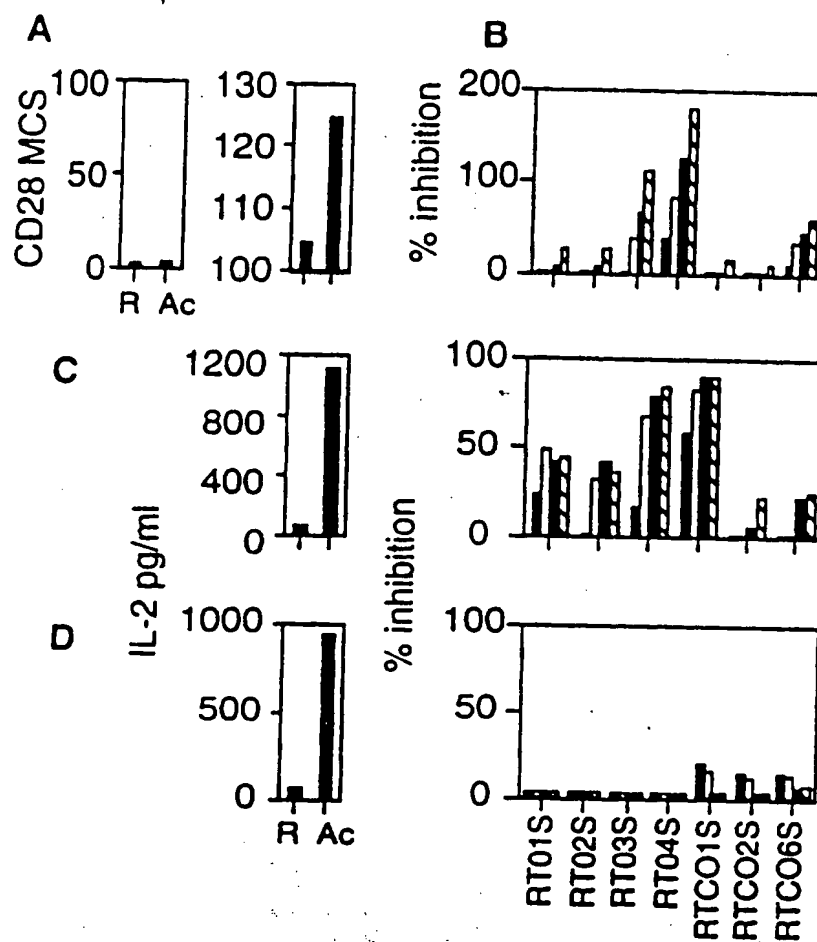 A
B
CD28 MCS
100
50
0
R Ac
130
120
110
100
% inhibition
200
100
0
C
IL-2 pg/ml
1200
800
400
0
% inhibition
100
50
0
D
1000
500
0
R Ac
100
50
0
RT01S
RT02S
RT03S
RT04S
RTCO1S
RTCO2S
RTCO6S